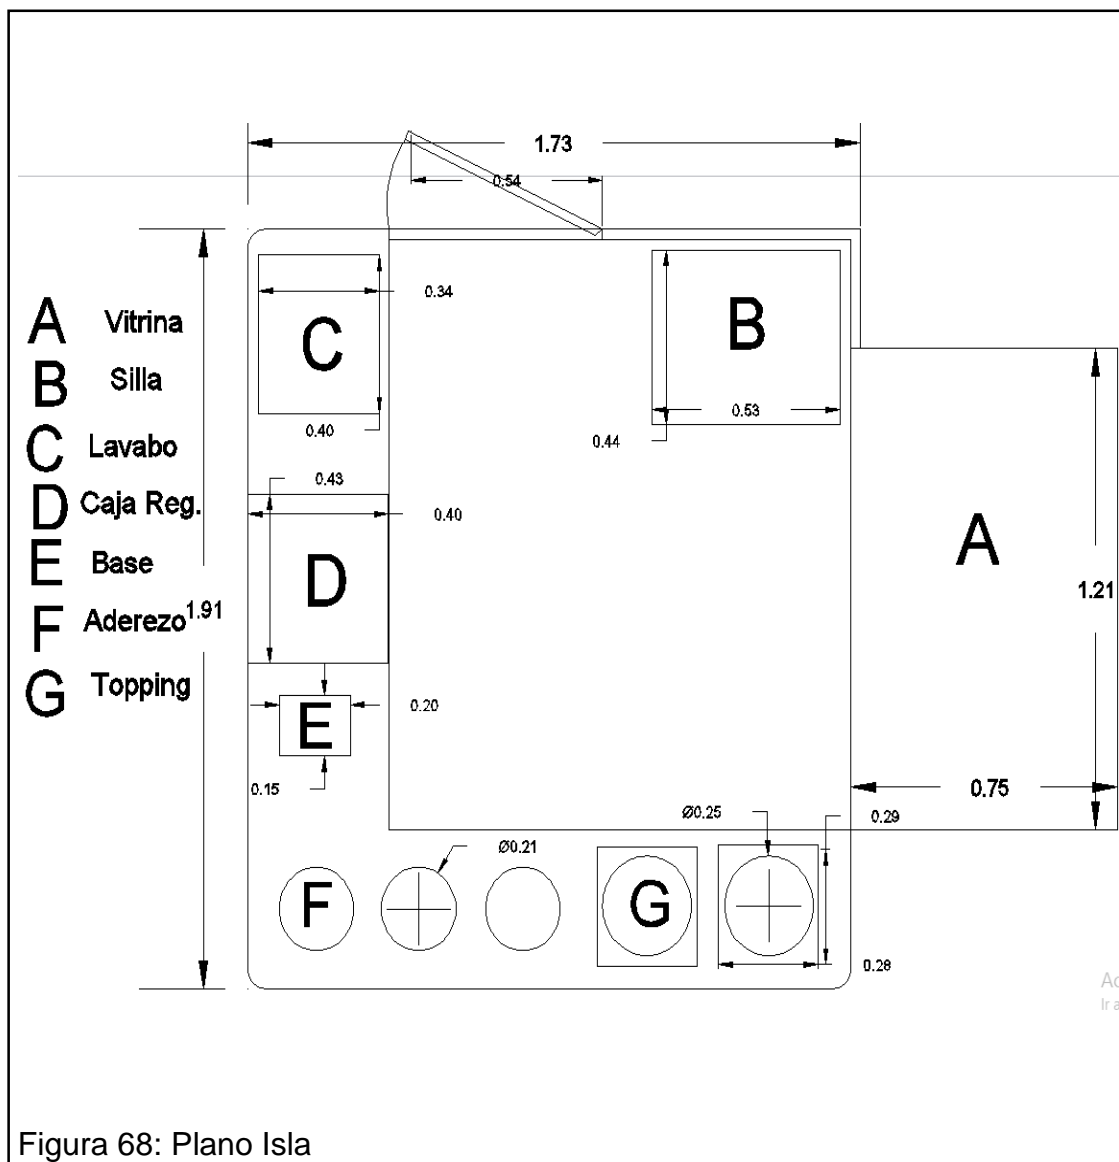 1.73
0.54
A Vitrina
B Silla
C Lavabo
D Caja Reg.
E Base
F Aderezo
G Topping
1.91
C
0.34
0.40
B
0.53
0.44
0.43
0.40
D
A
1.21
E
0.20
0.15
0.75
Ø0.25
0.29
Ø0.21
F
G
0.28
Ir a
Figura 68: Plano Isla